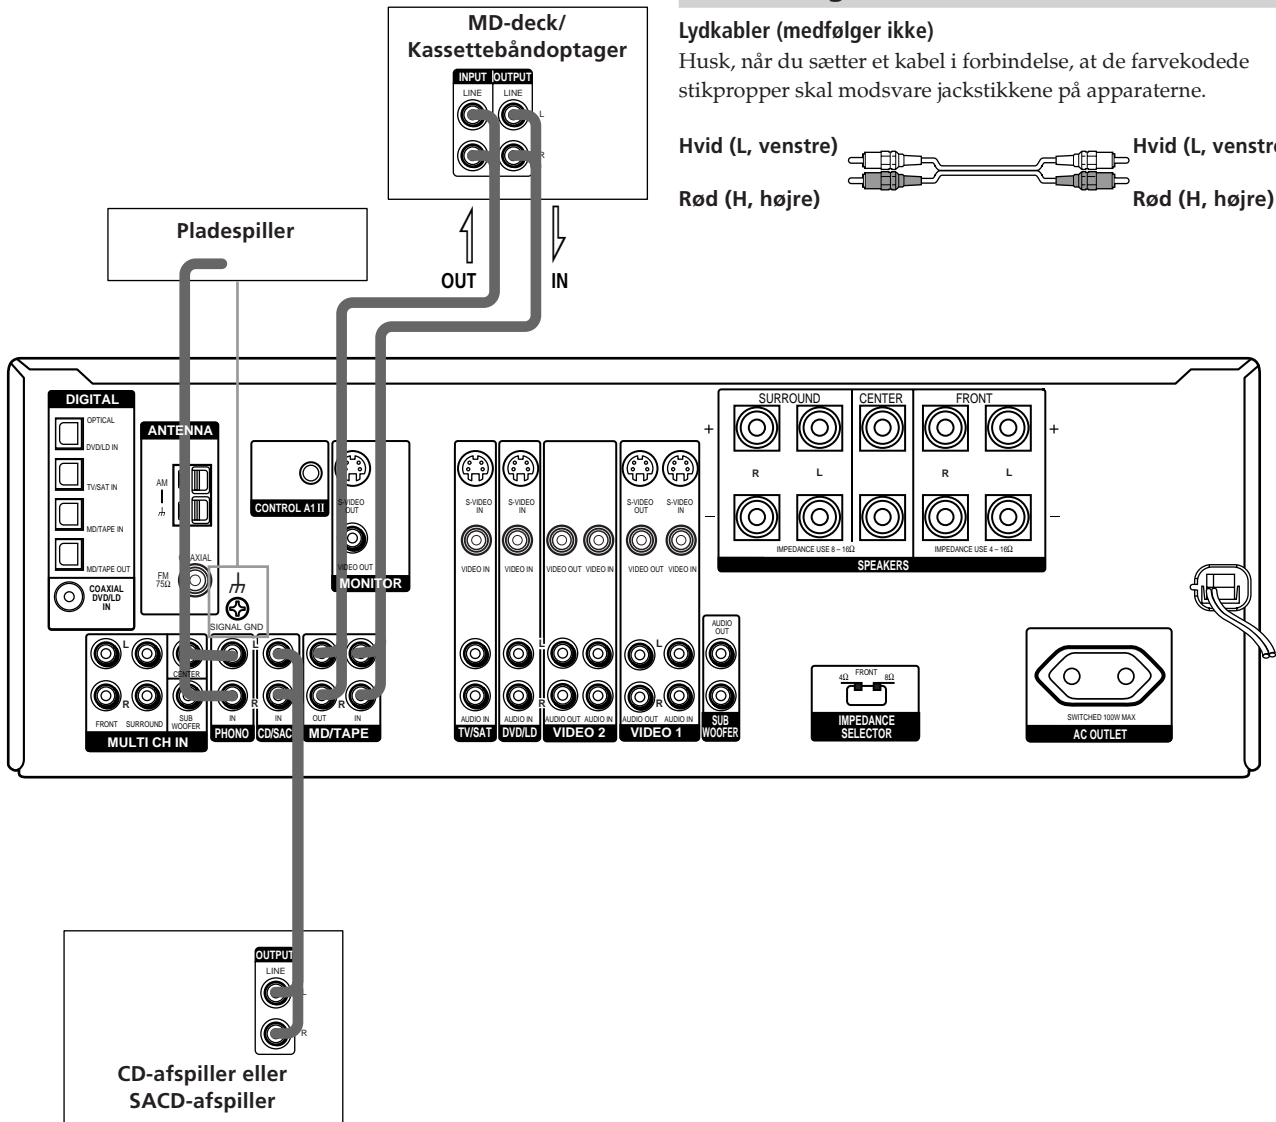 MD-deck/
Kassettebåndoptager
INPUT OUTPUT
LINE LINE
L
R
OUT IN
Lydkabler (medfølger ikke)
Husk, når du sætter et kabel i forbindelse, at de farvekodede
stikpropper skal modsvare jackstikkene på apparaterne.
Hvid (L, venstre) Hvid (L, venstre
Rød (H, højre) Rød (H, højre)
Pladespiller
DIGITAL
OPTICAL
DVD/LD IN
TV/SAT IN
MD/TAPE IN
MD/TAPE OUT
COAXIAL
DVD/LD
IN
ANTENNA
AM
COAXIAL
FM
75Ω
SIGNAL GND
CONTROL A1 II
S-VIDEO
OUT
VIDEO OUT
MONITOR
L
R
CENTER
FRONT SURROUND SUB
WOOFER
MULTI CH IN
IN
PHONO
L
R
IN
CD/SAC
OUT R IN
MD/TAPE
S-VIDEO
IN
VIDEO IN
AUDIO IN
TV/SAT
S-VIDEO
IN
VIDEO IN
AUDIO IN
DVD/LD
L
R
VIDEO OUT VIDEO IN
AUDIO OUT AUDIO IN
VIDEO 2
S-VIDEO
OUT
S-VIDEO
IN
VIDEO OUT VIDEO IN
L
R
AUDIO OUT AUDIO IN
VIDEO 1
AUDIO
OUT
SUB
WOOFER
SURROUND CENTER FRONT
+ +
R L R L
– –
IMPEDANCE USE 8 – 16Ω IMPEDANCE USE 4 – 16Ω
SPEAKERS
FRONT
4Ω 8Ω
IMPEDANCE
SELECTOR
SWITCHED 100W MAX
AC OUTLET
OUTPUT
LINE
L
R
CD-afspiller eller
SACD-afspiller